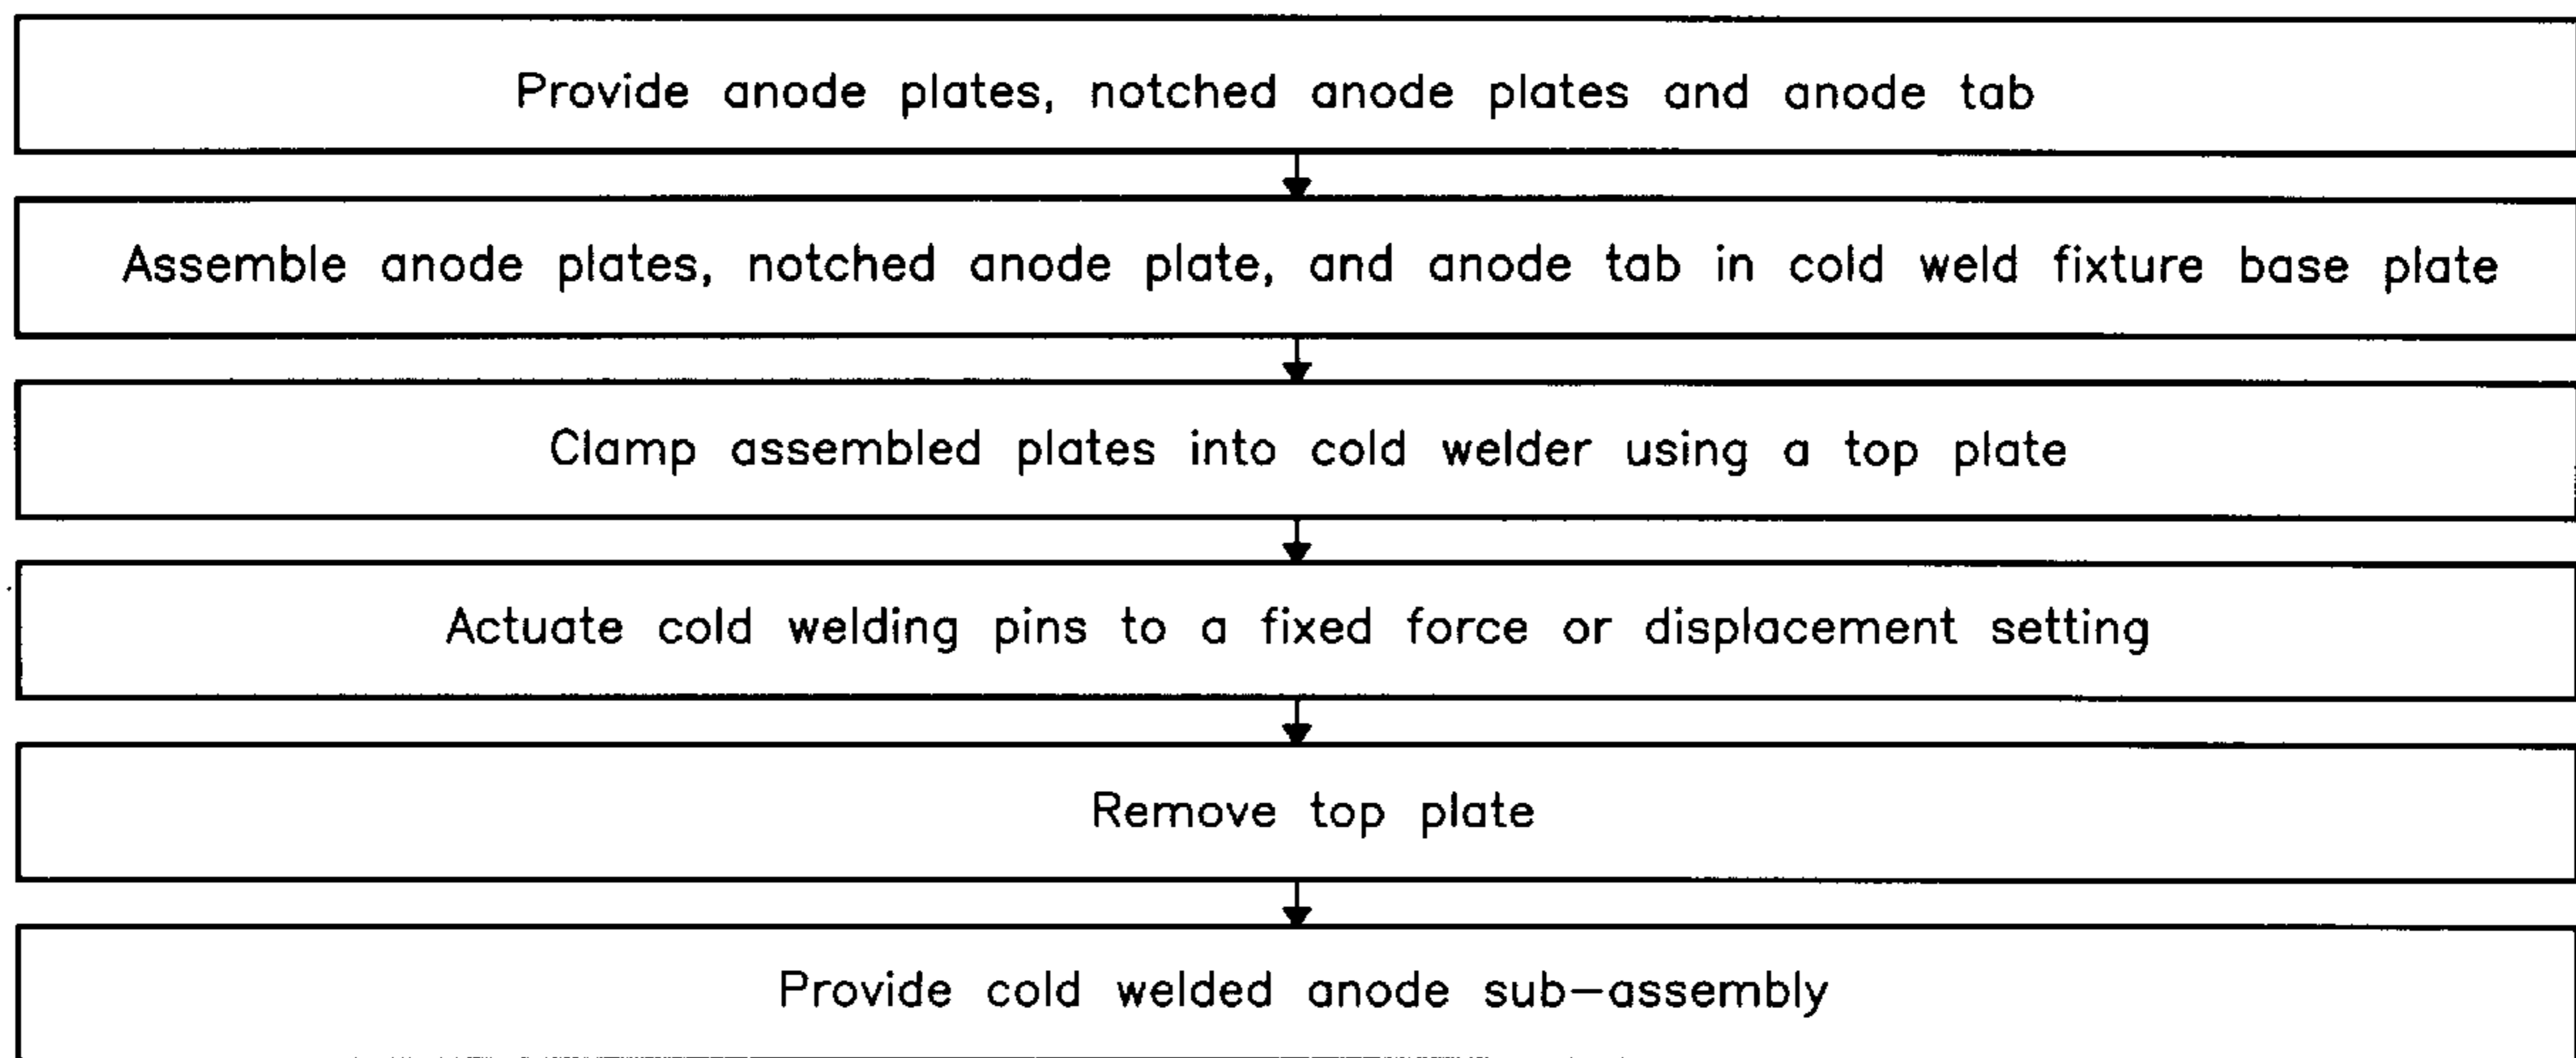 Provide anode plates, notched anode plates and anode tab
Assemble anode plates, notched anode plate, and anode tab in cold weld fixture base plate
Clamp assembled plates into cold welder using a top plate
Actuate cold welding pins to a fixed force or displacement setting
Remove top plate
Provide cold welded anode sub-assembly